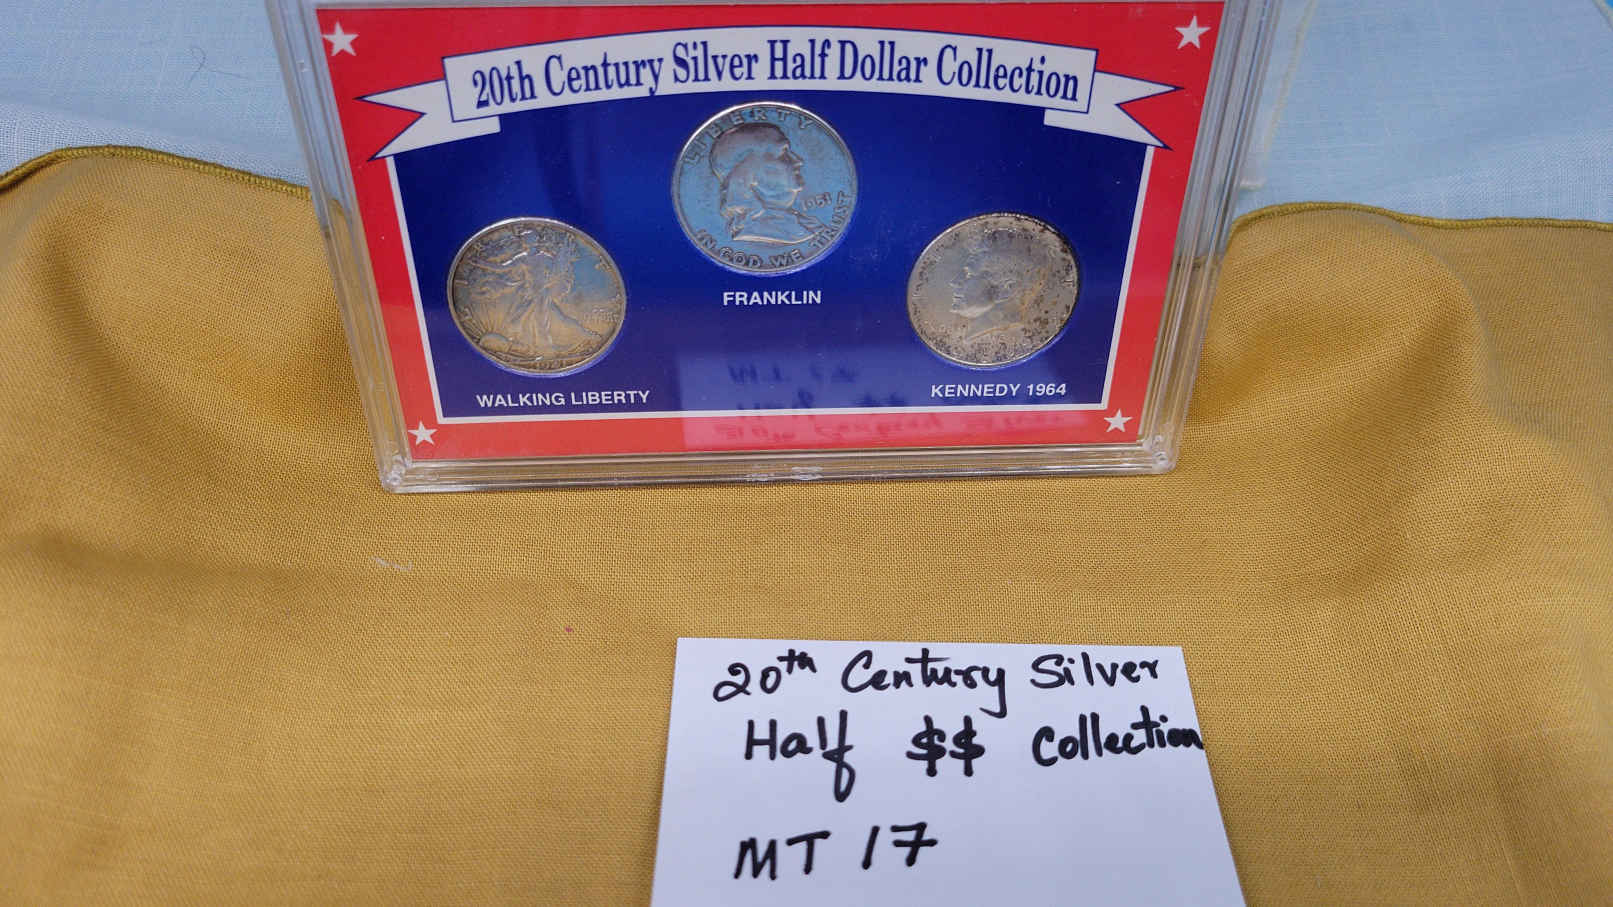 20th Century Silver Half Dollar Collection
LIBERTY
1951
IN GOD WE TRUST
FRANKLIN
WALKING LIBERTY
KENNEDY 1964
20th Century Silver
Half $$ Collection
MT 17